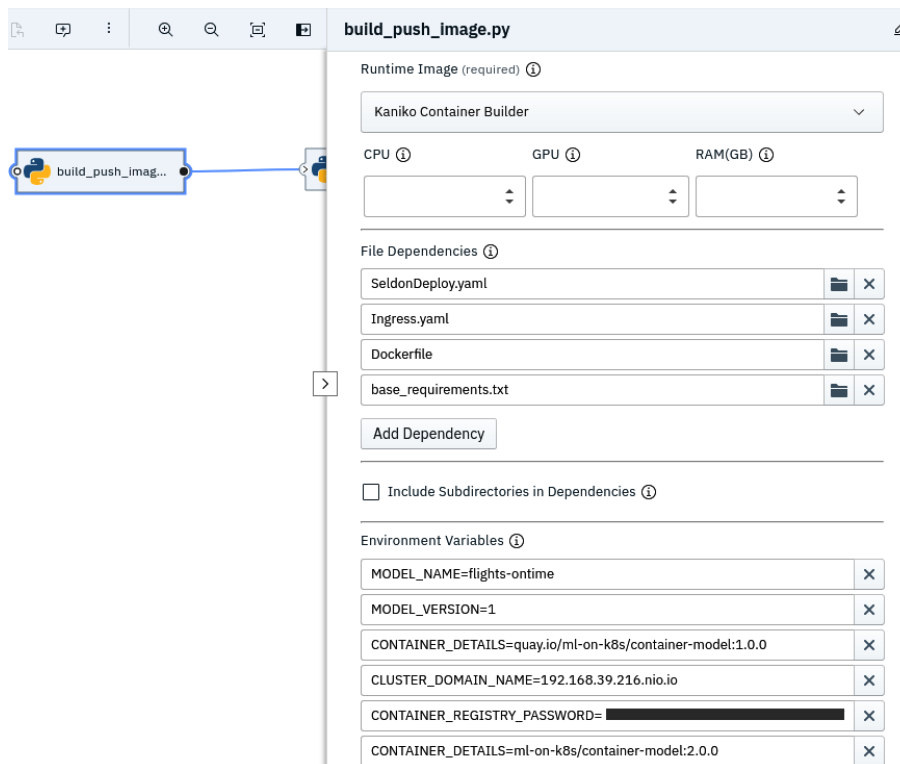 build_push_image.py
Runtime Image (required)
Kaniko Container Builder
build_push_imag...
CPU
GPU
RAM(GB)
File Dependencies
SeldonDeploy.yaml
Ingress.yaml
Dockerfile
base_requirements.txt
Add Dependency
Include Subdirectories in Dependencies
Environment Variables
MODEL_NAME=flights-ontime
MODEL_VERSION=1
CONTAINER_DETAILS=quay.io/ml-on-k8s/container-model:1.0.0
CLUSTER_DOMAIN_NAME=192.168.39.216.nio.io
CONTAINER_REGISTRY_PASSWORD=
CONTAINER_DETAILS=ml-on-k8s/container-model:2.0.0